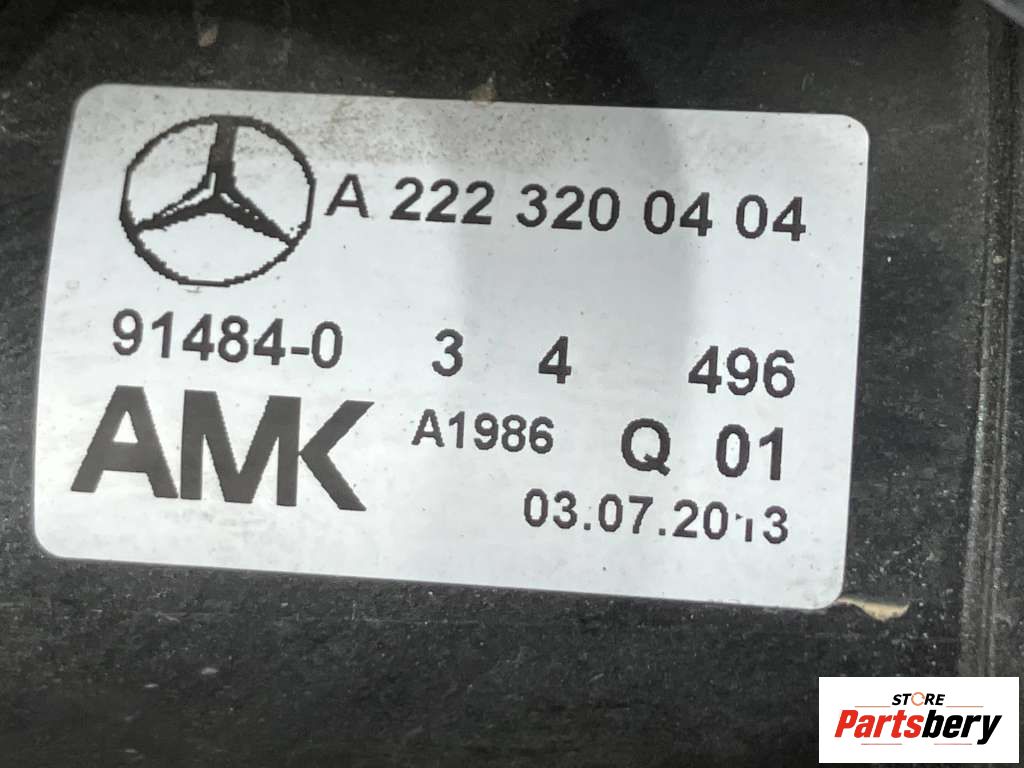 A 222 320 04 04
91484-0 3 4 496
AMK A1986 Q 01
03.07.2013
STORE
Partsbery